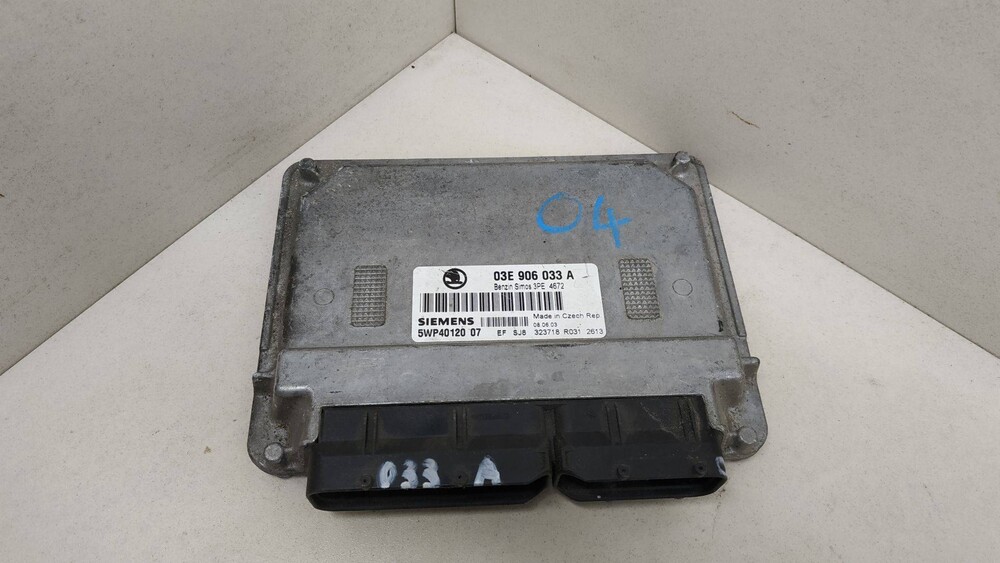 04
03E 906 033 A
Benzin Simos 3PE 4672
Made in Czech Rep.
SIEMENS 08.06.03
5WP40120 07 EF SJ8 323718 R031 2613
033 A